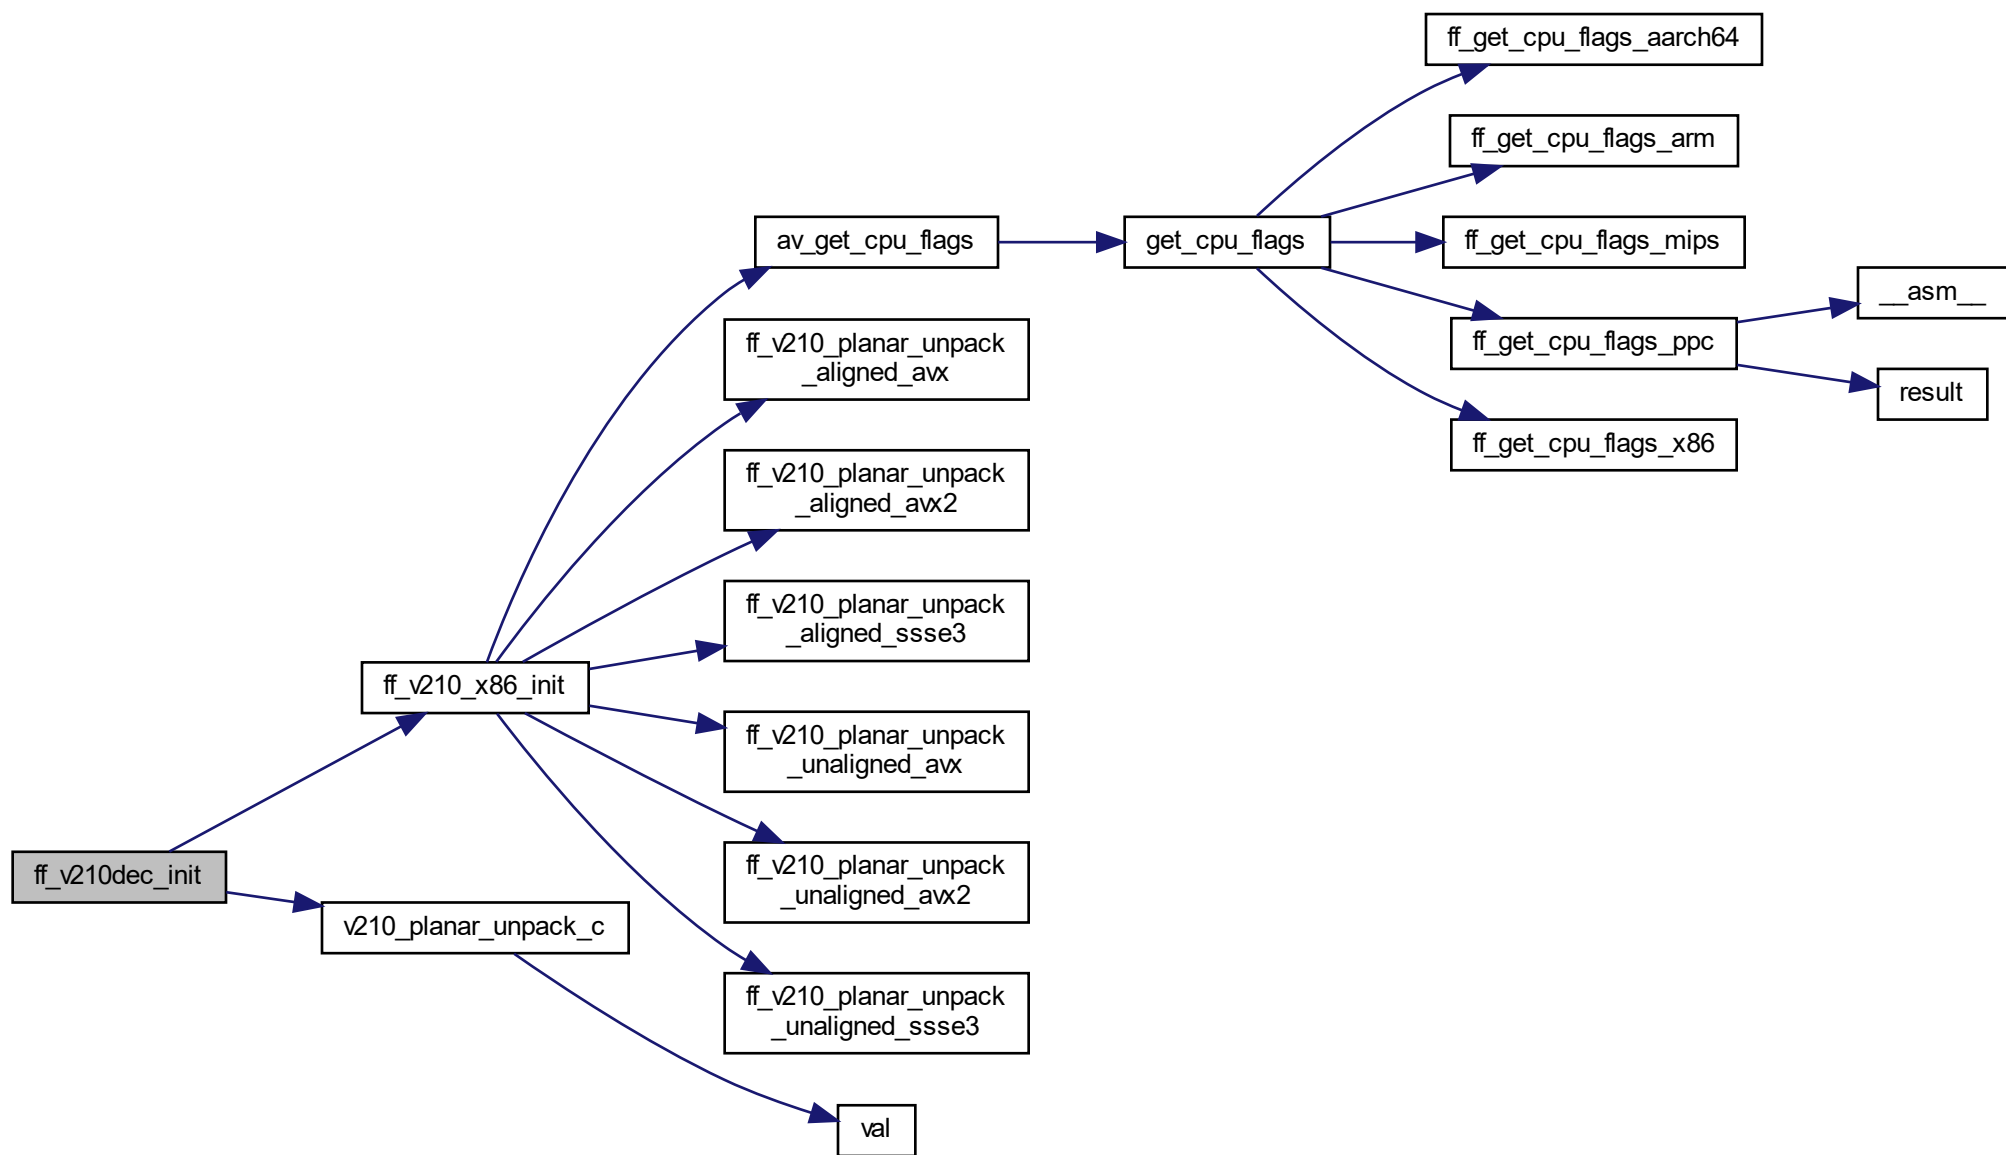 ff_get_cpu_flags_aarch64
ff_get_cpu_flags_arm
av_get_cpu_flags
get_cpu_flags
ff_get_cpu_flags_mips
__asm__
ff_v210_planar_unpack
_aligned_avx
ff_get_cpu_flags_ppc
result
ff_get_cpu_flags_x86
ff_v210_planar_unpack
_aligned_avx2
ff_v210_planar_unpack
_aligned_ssse3
ff_v210_x86_init
ff_v210_planar_unpack
_unaligned_avx
ff_v210dec_init
ff_v210_planar_unpack
_unaligned_avx2
v210_planar_unpack_c
ff_v210_planar_unpack
_unaligned_ssse3
val